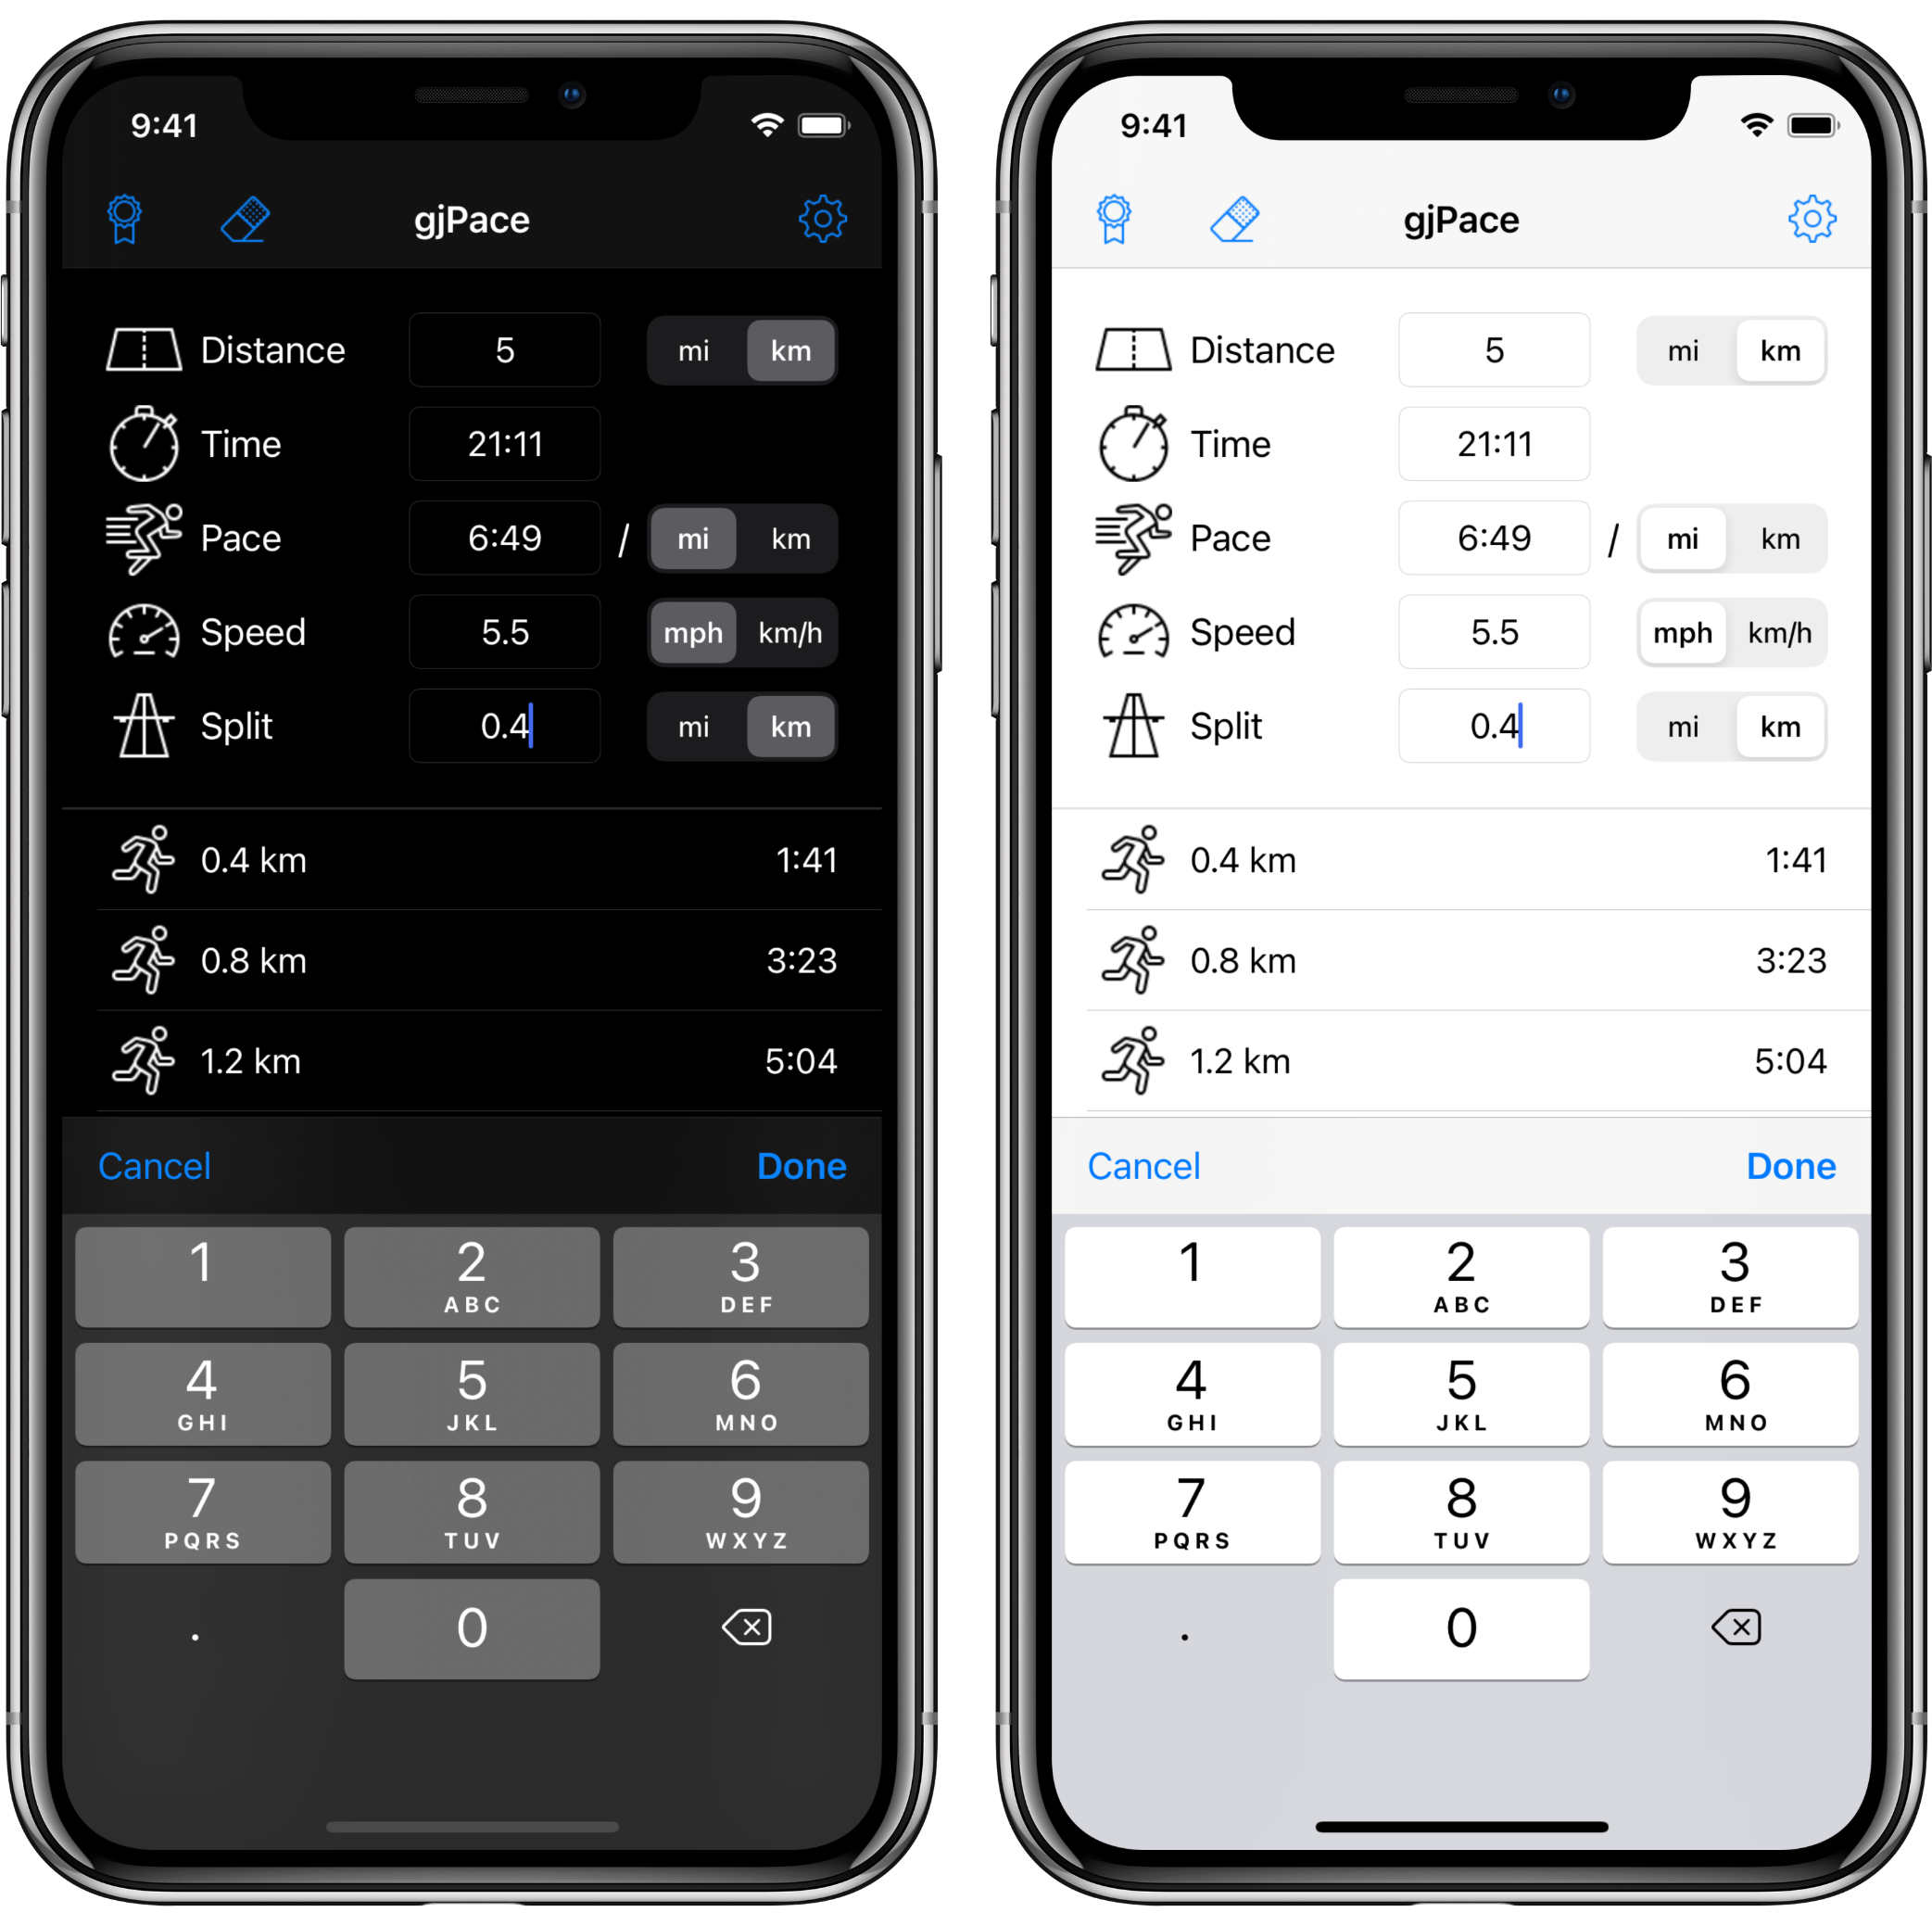 9:41
gjPace
Distance 5 mi km
Time 21:11
Pace 6:49 / mi km
Speed 5.5 mph km/h
Split 0.4 mi km
0.4 km 1:41
0.8 km 3:23
1.2 km 5:04
Cancel Done
1 2 3
ABC DEF
4 5 6
GHI JKL MNO
7 8 9
PQRS TUV WXYZ
. 0
9:41
gjPace
Distance 5 mi km
Time 21:11
Pace 6:49 / mi km
Speed 5.5 mph km/h
Split 0.4 mi km
0.4 km 1:41
0.8 km 3:23
1.2 km 5:04
Cancel Done
1 2 3
ABC DEF
4 5 6
GHI JKL MNO
7 8 9
PQRS TUV WXYZ
. 0